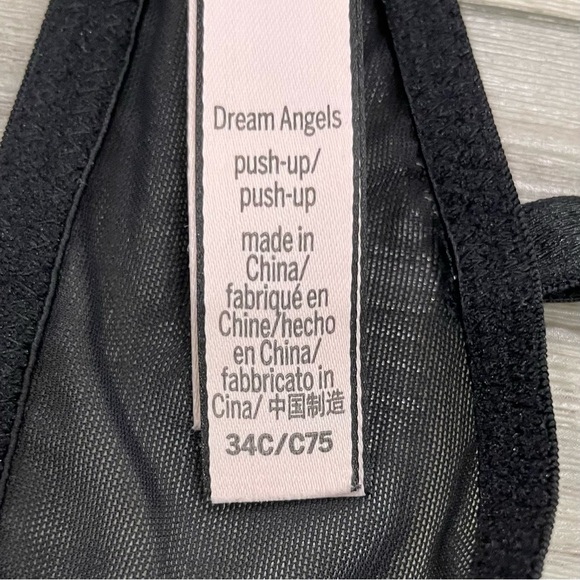 Dream Angels
push-up/
push-up
made in
China/
fabriqué en
Chine/hecho
en China/
fabbricato in
Cina/ 中国制造
34C/C75